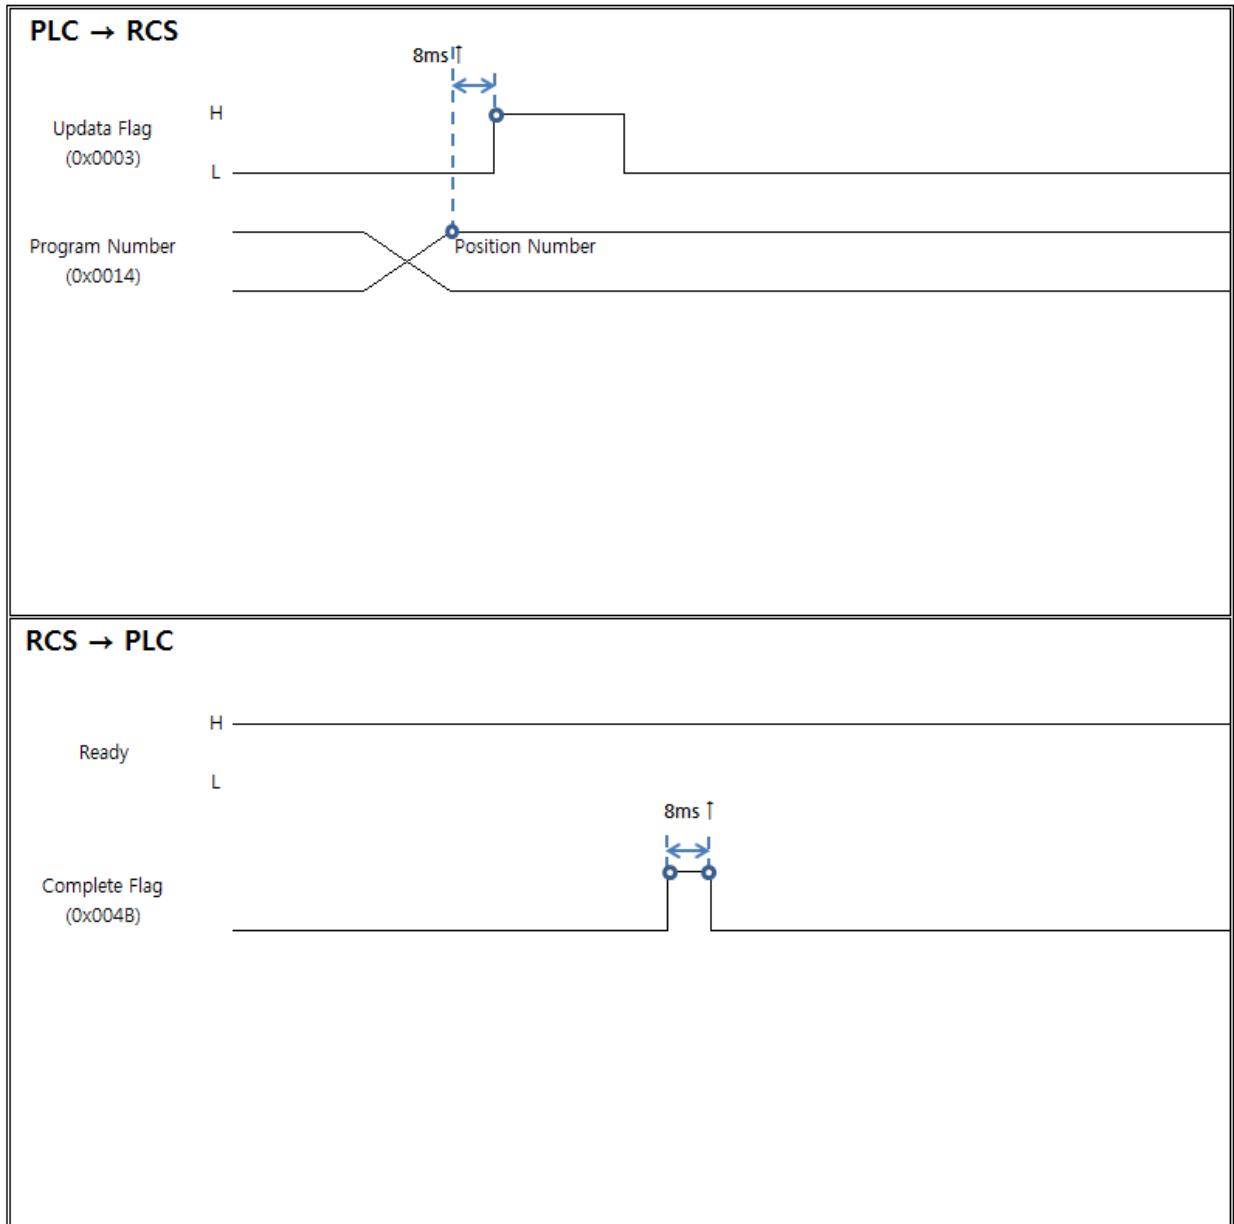 PLC → RCS
8ms↑
H
Updata Flag
(0x0003)
L
Program Number
Position Number
(0x0014)
RCS → PLC
H
Ready
L
8ms↑
Complete Flag
(0x004B)